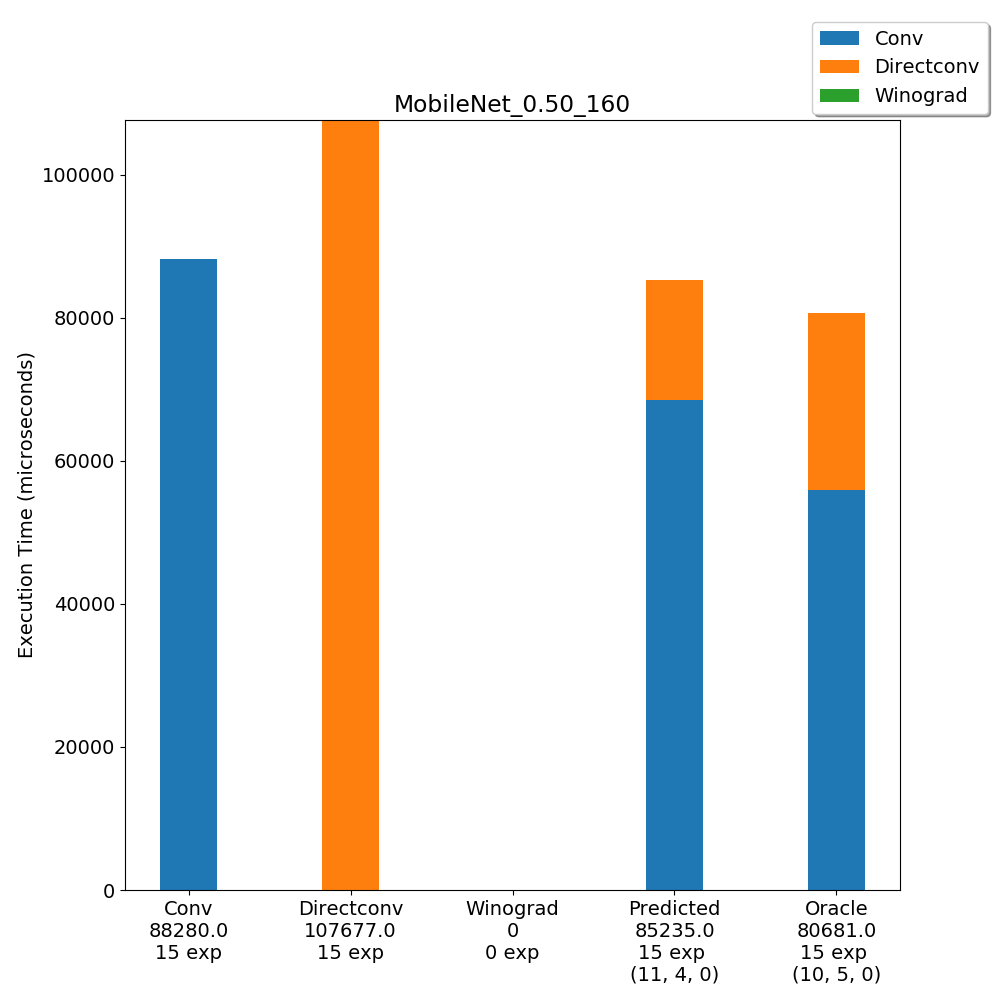 Conv
Directconv
Winograd
MobileNet_0.50_160
Execution Time (microseconds)
100000
80000
60000
40000
20000
0
Conv
88280.0
15 exp
Directconv
107677.0
15 exp
Winograd
0
0 exp
Predicted
85235.0
15 exp
(11, 4, 0)
Oracle
80681.0
15 exp
(10, 5, 0)